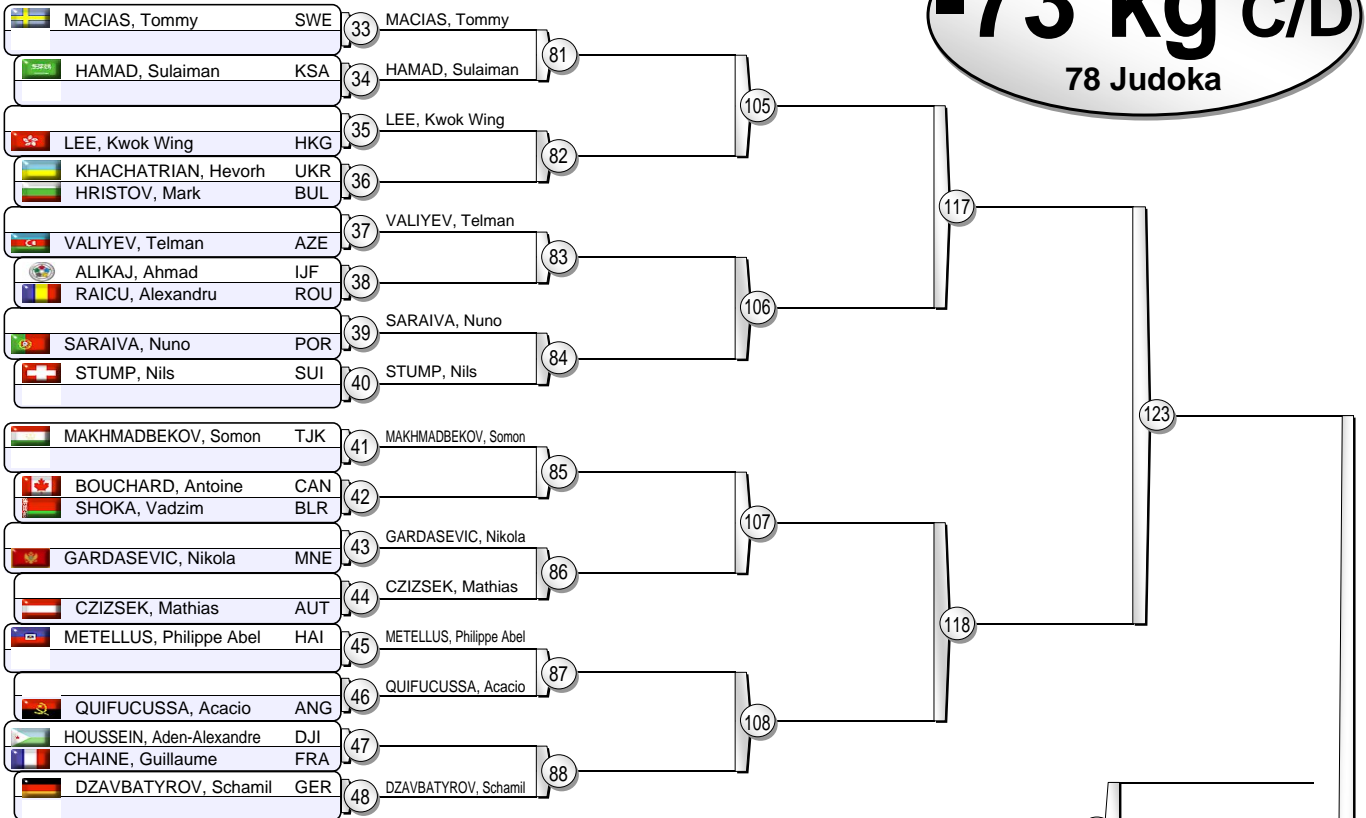 -73 kg C/D
78 Judoka
MACIAS, Tommy SWE 33 MACIAS, Tommy
81
HAMAD, Sulaiman KSA 34 HAMAD, Sulaiman
105
LEE, Kwok Wing HKG 35 LEE, Kwok Wing
82
KHACHATRIAN, Hevorh UKR 36
HRISTOV, Mark BUL
117
VALIYEV, Telman AZE 37 VALIYEV, Telman
83
ALIKAJ, Ahmad IJF 38
RAICU, Alexandru ROU
106
SARAIVA, Nuno POR 39 SARAIVA, Nuno
84
STUMP, Nils SUI 40 STUMP, Nils
123
MAKHMADBEKOV, Somon TJK 41 MAKHMADBEKOV, Somon
85
BOUCHARD, Antoine CAN 42
SHOKA, Vadzim BLR
107
GARDASEVIC, Nikola MNE 43 GARDASEVIC, Nikola
86
CZIZSEK, Mathias AUT 44 CZIZSEK, Mathias
118
METELLUS, Philippe Abel HAI 45 METELLUS, Philippe Abel
87
QUIFUCUSSA, Acacio ANG 46 QUIFUCUSSA, Acacio
108
HOUSSEIN, Aden-Alexandre DJI 47
CHAINE, Guillaume FRA
88
DZAVBATYROV, Schamil GER 48 DZAVBATYROV, Schamil